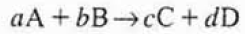 aA + bB → cC + dD